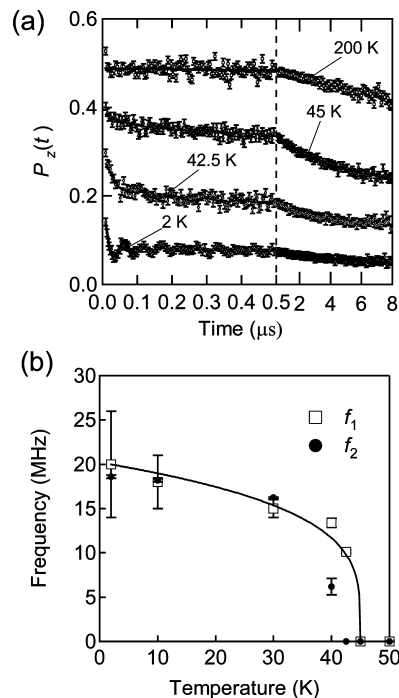 (a)
0.6
0.4
0.2
0.0
P_z(t)
200 K
45 K
42.5 K
2 K
0.0 0.1 0.2 0.3 0.4 0.5 2 4 6 8
Time (μs)
(b)
30
25
20
15
10
5
0
Frequency (MHz)
f_1
f_2
0 10 20 30 40 50
Temperature (K)